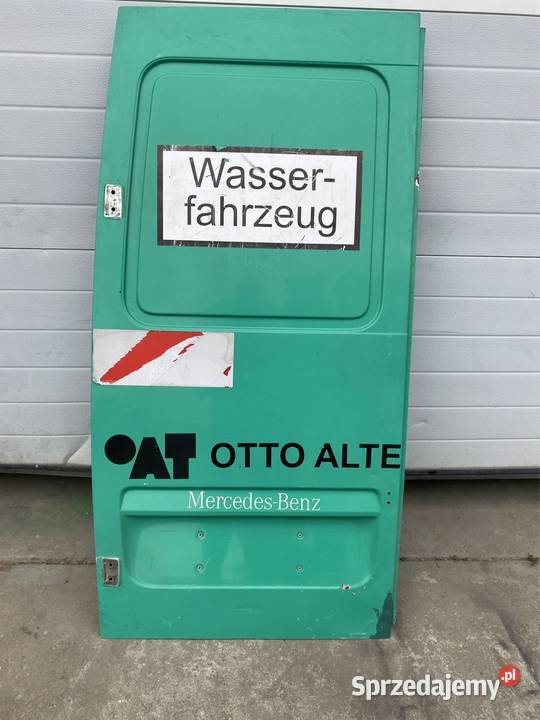 Wasser-
fahrzeug
OAT OTTO ALTE
Mercedes-Benz
Sprzedajemy.pl